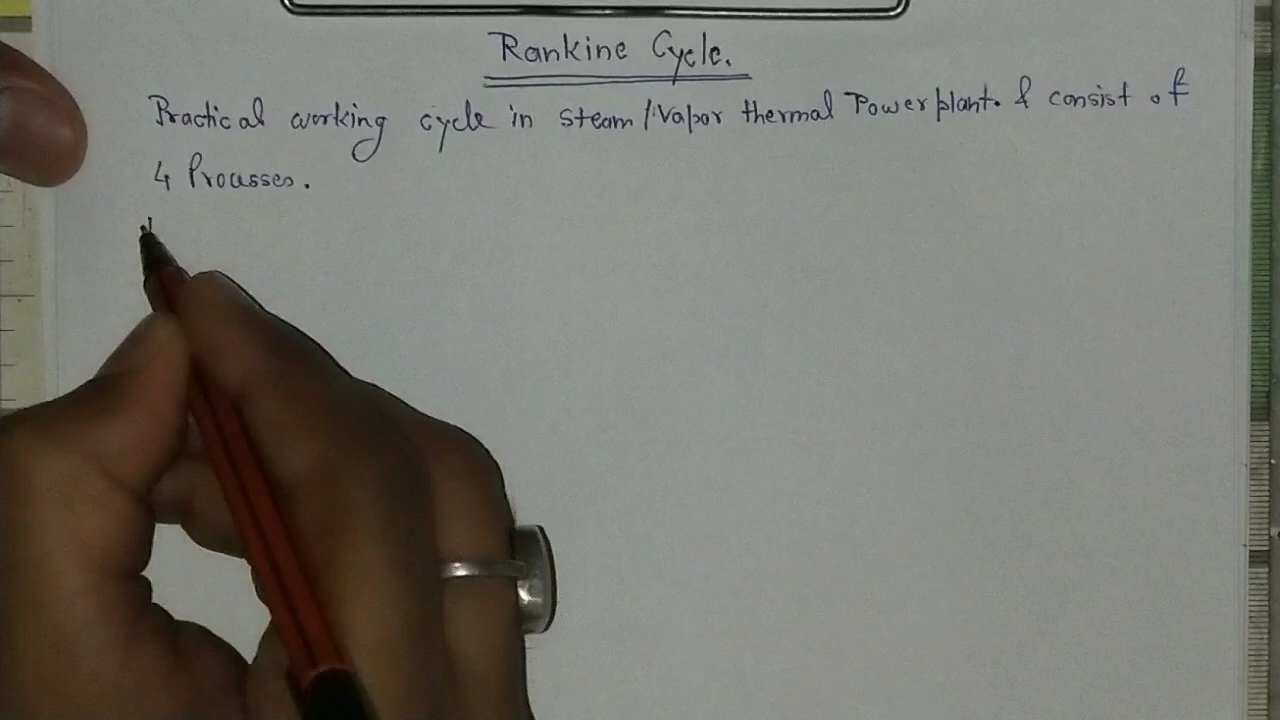 Rankine Cycle.
Practical working cycle in steam/Vapor thermal Power plant. & consist of
4 Processes.